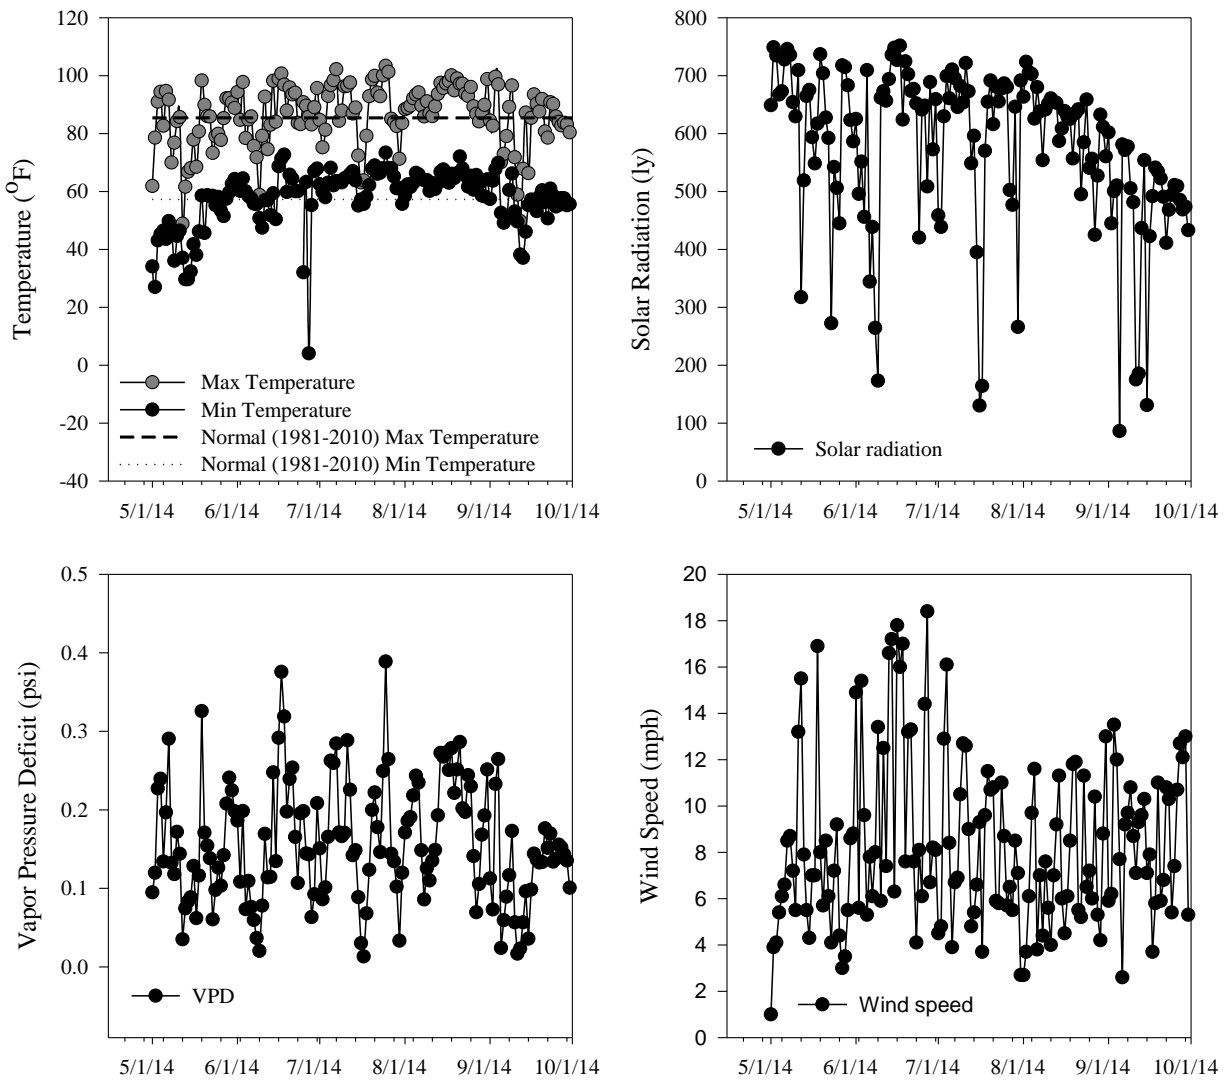 120
100
80
60
40
20
0
-20
-40
Temperature (OF)
Max Temperature
Min Temperature
Normal (1981-2010) Max Temperature
Normal (1981-2010) Min Temperature
5/1/14 6/1/14 7/1/14 8/1/14 9/1/14 10/1/14
800
700
600
500
400
300
200
100
0
Solar Radiation (ly)
Solar radiation
5/1/14 6/1/14 7/1/14 8/1/14 9/1/14 10/1/14
0.5
0.4
0.3
0.2
0.1
0.0
Vapor Pressure Deficit (psi)
VPD
5/1/14 6/1/14 7/1/14 8/1/14 9/1/14 10/1/14
20
18
16
14
12
10
8
6
4
2
0
Wind Speed (mph)
Wind speed
5/1/14 6/1/14 7/1/14 8/1/14 9/1/14 10/1/14